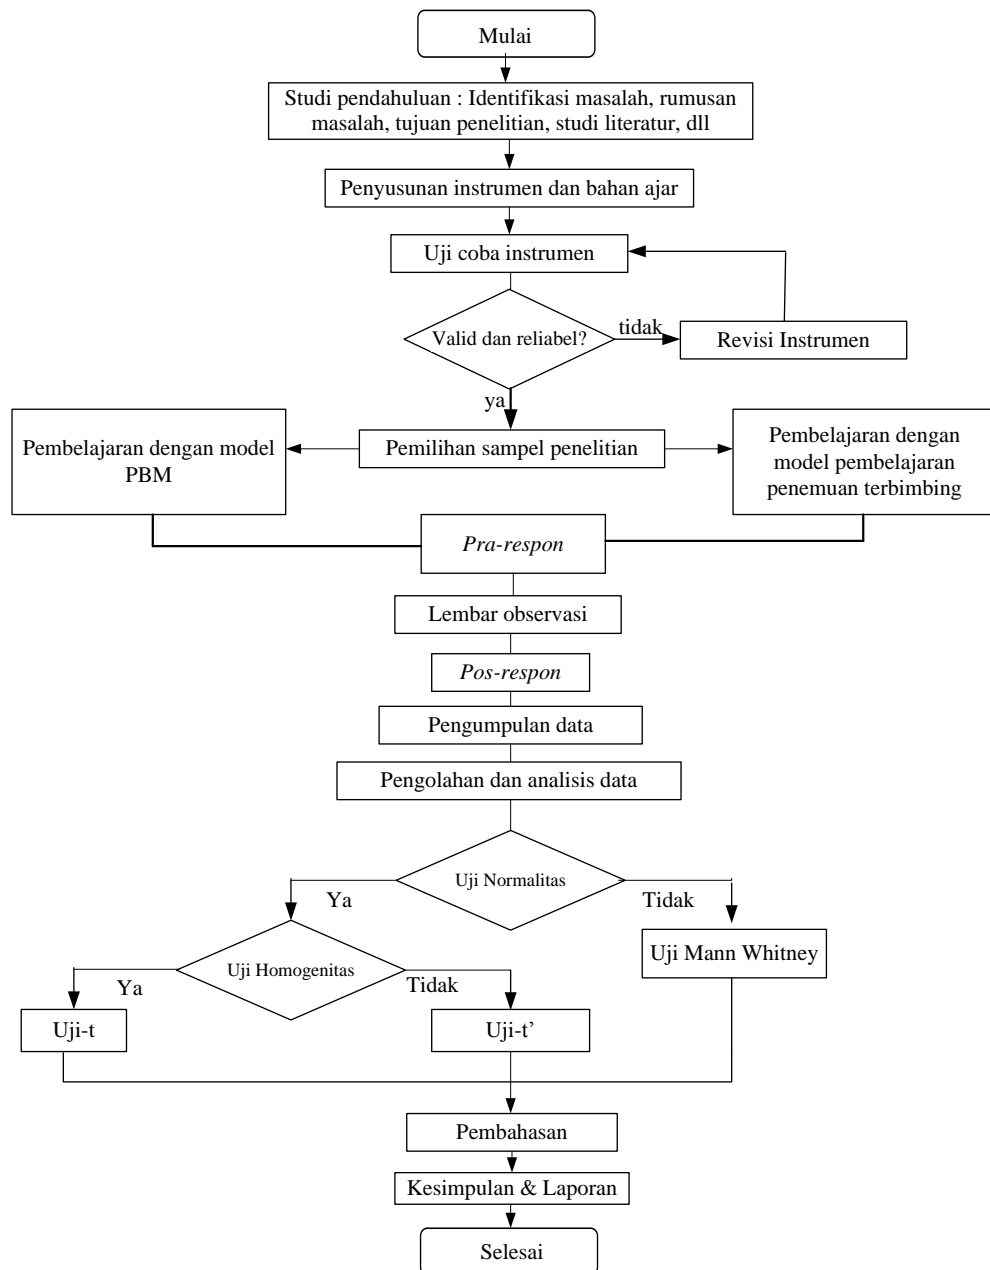 Mulai
Studi pendahuluan : Identifikasi masalah, rumusan
masalah, tujuan penelitian, studi literatur, dll
Penyusunan instrumen dan bahan ajar
Uji coba instrumen
Valid dan reliabel?
tidak
Revisi Instrumen
ya
Pembelajaran dengan model
PBM
Pemilihan sampel penelitian
Pembelajaran dengan
model pembelajaran
penemuan terbimbing
Pra-respon
Lembar observasi
Pos-respon
Pengumpulan data
Pengolahan dan analisis data
Uji Normalitas
Ya
Tidak
Uji Mann Whitney
Uji Homogenitas
Ya
Tidak
Uji-t
Uji-t’
Pembahasan
Kesimpulan & Laporan
Selesai